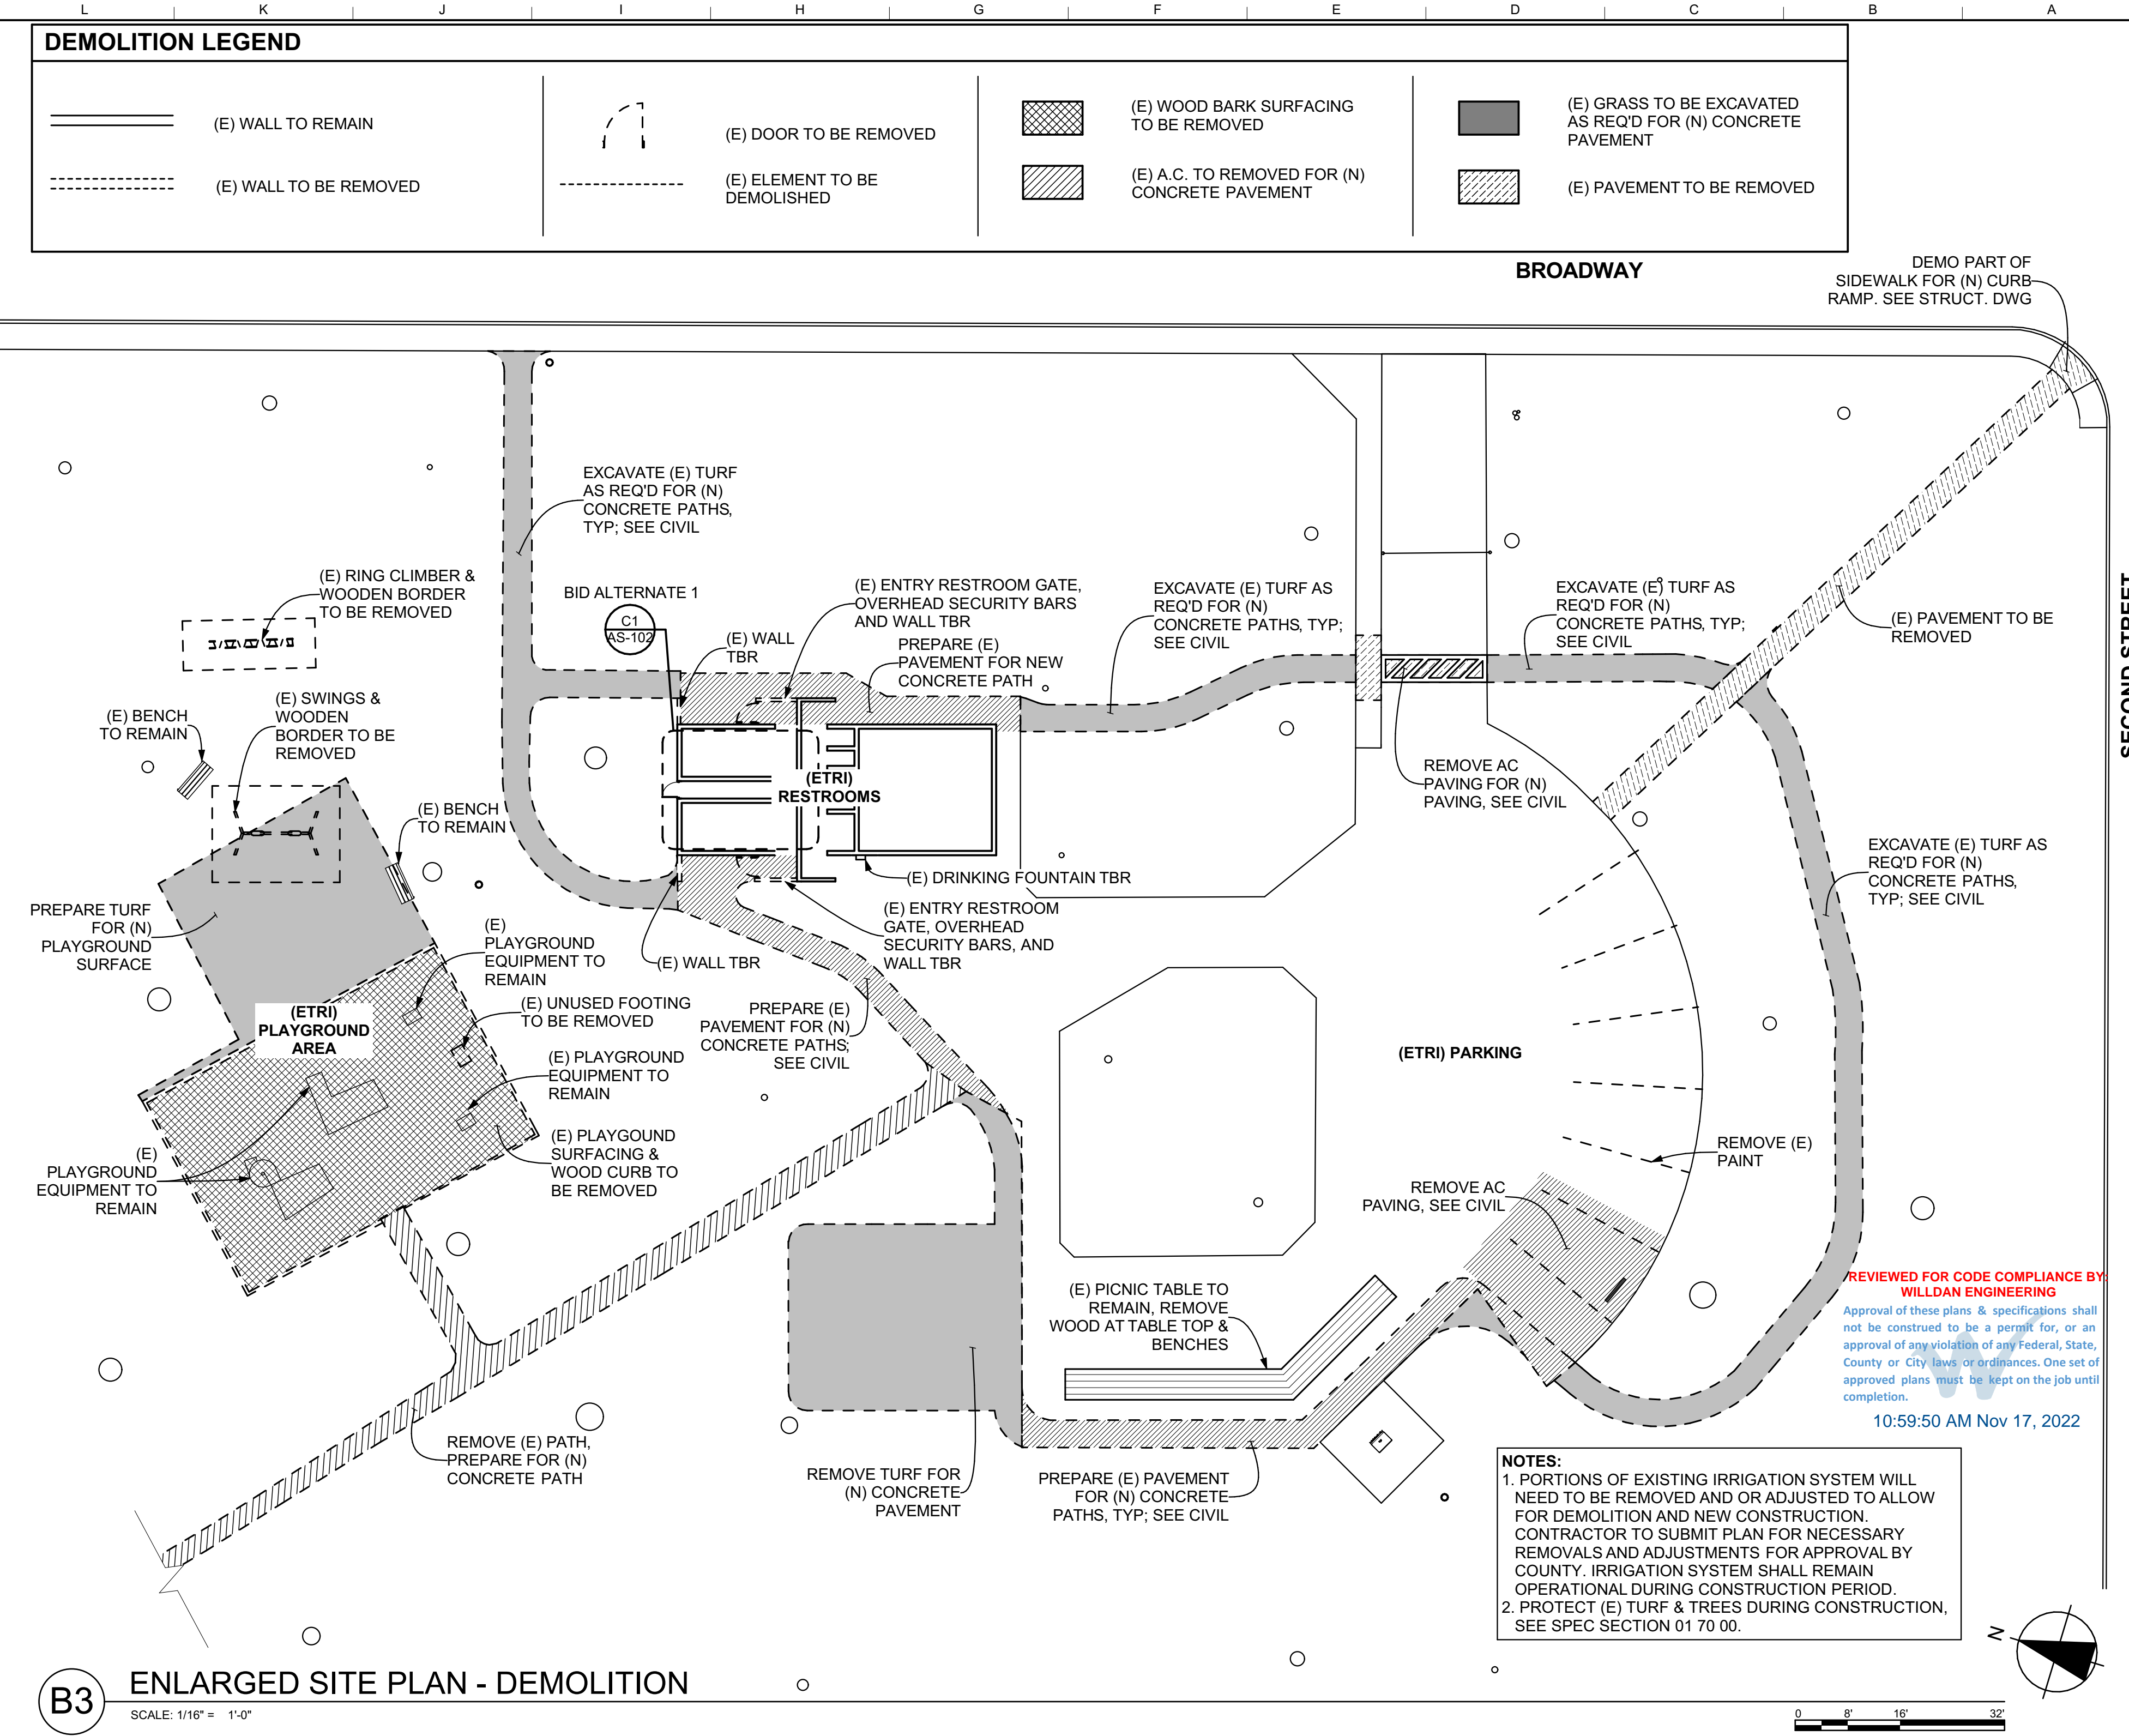 L K J I H G F E D C B A
DEMOLITION LEGEND
(E) WALL TO REMAIN
(E) WALL TO BE REMOVED
(E) DOOR TO BE REMOVED
(E) ELEMENT TO BE
DEMOLISHED
(E) WOOD BARK SURFACING
TO BE REMOVED
(E) A.C. TO REMOVED FOR (N)
CONCRETE PAVEMENT
(E) GRASS TO BE EXCAVATED
AS REQ'D FOR (N) CONCRETE
PAVEMENT
(E) PAVEMENT TO BE REMOVED
BROADWAY
DEMO PART OF
SIDEWALK FOR (N) CURB
RAMP. SEE STRUCT. DWG
EXCAVATE (E) TURF
AS REQ'D FOR (N)
CONCRETE PATHS,
TYP; SEE CIVIL
(E) RING CLIMBER &
WOODEN BORDER
TO BE REMOVED
BID ALTERNATE 1
C1
AS-102
(E) WALL
TBR
(E) ENTRY RESTROOM GATE,
OVERHEAD SECURITY BARS
AND WALL TBR
PREPARE (E)
PAVEMENT FOR NEW
CONCRETE PATH
EXCAVATE (E) TURF AS
REQ'D FOR (N)
CONCRETE PATHS, TYP;
SEE CIVIL
EXCAVATE (E) TURF AS
REQ'D FOR (N)
CONCRETE PATHS, TYP;
SEE CIVIL
(E) PAVEMENT TO BE
REMOVED
SECOND STREET
(E) BENCH
TO REMAIN
(E) SWINGS &
WOODEN
BORDER TO BE
REMOVED
(E) BENCH
TO REMAIN
(ETRI)
RESTROOMS
REMOVE AC
PAVING FOR (N)
PAVING, SEE CIVIL
EXCAVATE (E) TURF AS
REQ'D FOR (N)
CONCRETE PATHS,
TYP; SEE CIVIL
(E) DRINKING FOUNTAIN TBR
(E) ENTRY RESTROOM
GATE, OVERHEAD
SECURITY BARS, AND
WALL TBR
PREPARE TURF
FOR (N)
PLAYGROUND
SURFACE
(E)
PLAYGROUND
EQUIPMENT TO
REMAIN
(E) WALL TBR
(E) UNUSED FOOTING
TO BE REMOVED
(ETRI)
PLAYGROUND
AREA
PREPARE (E)
PAVEMENT FOR (N)
CONCRETE PATHS;
SEE CIVIL
(E) PLAYGROUND
EQUIPMENT TO
REMAIN
(ETRI) PARKING
(E) PLAYGOUND
SURFACING &
WOOD CURB TO
BE REMOVED
(E)
PLAYGROUND
EQUIPMENT TO
REMAIN
REMOVE (E)
PAINT
REMOVE AC
PAVING, SEE CIVIL
(E) PICNIC TABLE TO
REMAIN, REMOVE
WOOD AT TABLE TOP &
BENCHES
REVIEWED FOR CODE COMPLIANCE BY:
WILLDAN ENGINEERING
Approval of these plans & specifications shall
not be construed to be a permit for, or an
approval of any violation of any Federal, State,
County or City laws or ordinances. One set of
approved plans must be kept on the job until
completion.
10:59:50 AM Nov 17, 2022
REMOVE (E) PATH,
PREPARE FOR (N)
CONCRETE PATH
REMOVE TURF FOR
(N) CONCRETE
PAVEMENT
PREPARE (E) PAVEMENT
FOR (N) CONCRETE
PATHS, TYP; SEE CIVIL
NOTES:
1. PORTIONS OF EXISTING IRRIGATION SYSTEM WILL
NEED TO BE REMOVED AND OR ADJUSTED TO ALLOW
FOR DEMOLITION AND NEW CONSTRUCTION.
CONTRACTOR TO SUBMIT PLAN FOR NECESSARY
REMOVALS AND ADJUSTMENTS FOR APPROVAL BY
COUNTY. IRRIGATION SYSTEM SHALL REMAIN
OPERATIONAL DURING CONSTRUCTION PERIOD.
2. PROTECT (E) TURF & TREES DURING CONSTRUCTION,
SEE SPEC SECTION 01 70 00.
N
B3
ENLARGED SITE PLAN - DEMOLITION
SCALE: 1/16" = 1'-0"
0 8' 16' 32'